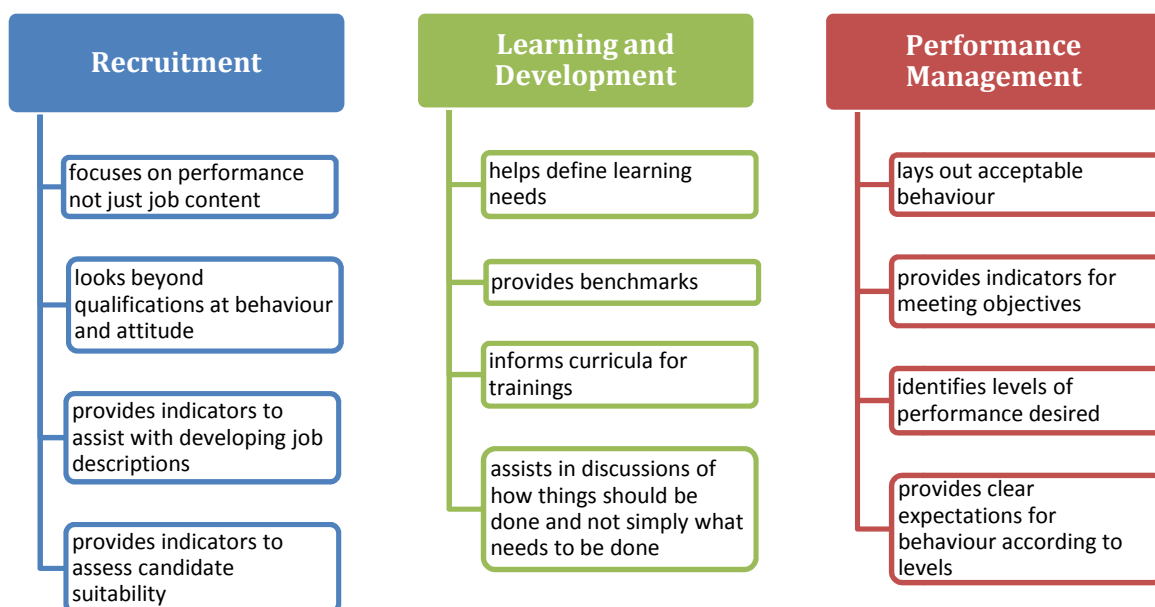 Recruitment
focuses on performance
not just job content
looks beyond
qualifications at behaviour
and attitude
provides indicators to
assist with developing job
descriptions
provides indicators to
assess candidate
suitability
Learning and
Development
helps define learning
needs
provides benchmarks
informs curricula for
trainings
assists in discussions of
how things should be
done and not simply what
needs to be done
Performance
Management
lays out acceptable
behaviour
provides indicators for
meeting objectives
identifies levels of
performance desired
provides clear
expectations for
behaviour according to
levels